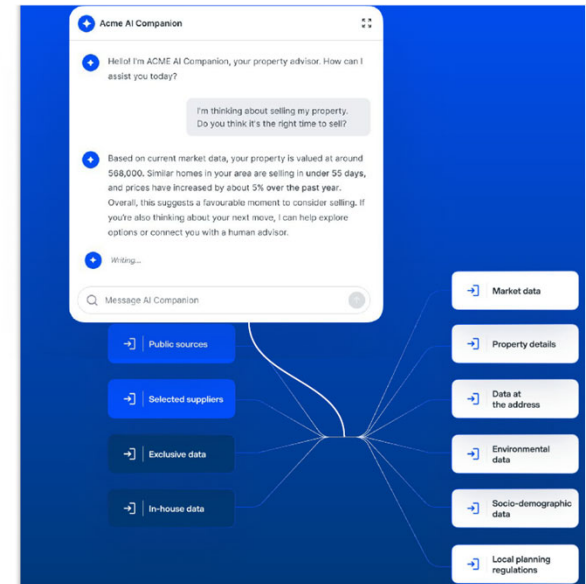 Acme AI Companion
Hello! I'm ACME AI Companion, your property advisor. How can I
assist you today?
I'm thinking about selling my property.
Do you think it's the right time to sell?
Based on current market data, your property is valued at around
568,000. Similar homes in your area are selling in under 55 days,
and prices have increased by about 5% over the past year.
Overall, this suggests a favourable moment to consider selling. If
you're also thinking about your next move, I can help explore
options or connect you with a human advisor.
Writing...
Message AI Companion
Public sources
Selected suppliers
Exclusive data
In-house data
Market data
Property details
Data at
the address
Environmental
data
Socio-demographic
data
Local planning
regulations